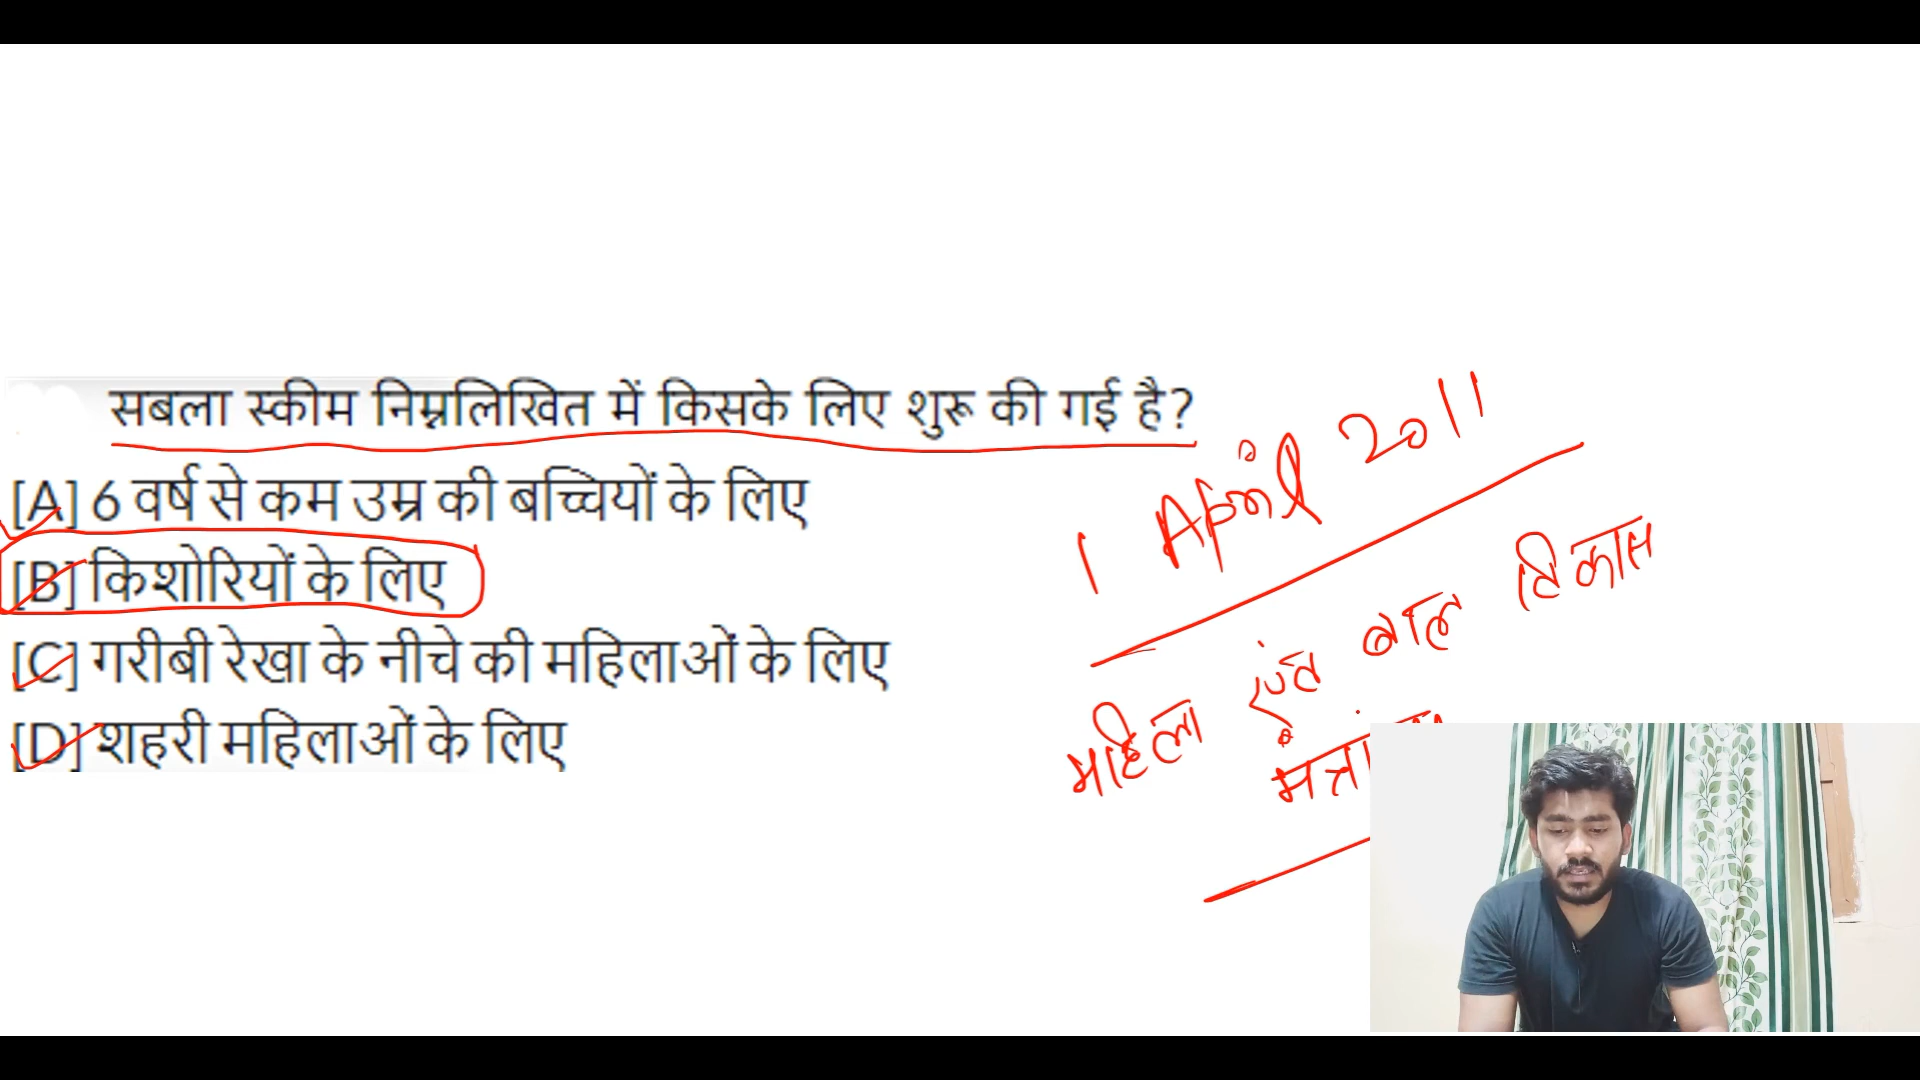 सबला स्कीम निम्नलिखित में किसके लिए शुरू की गई है?
[A] 6 वर्ष से कम उम्र की बच्चियों के लिए
[B] किशोरियों के लिए
[C] गरीबी रेखा के नीचे की महिलाओं के लिए
[D] शहरी महिलाओं के लिए
1 April 2011
महिला एवं बाल विकास